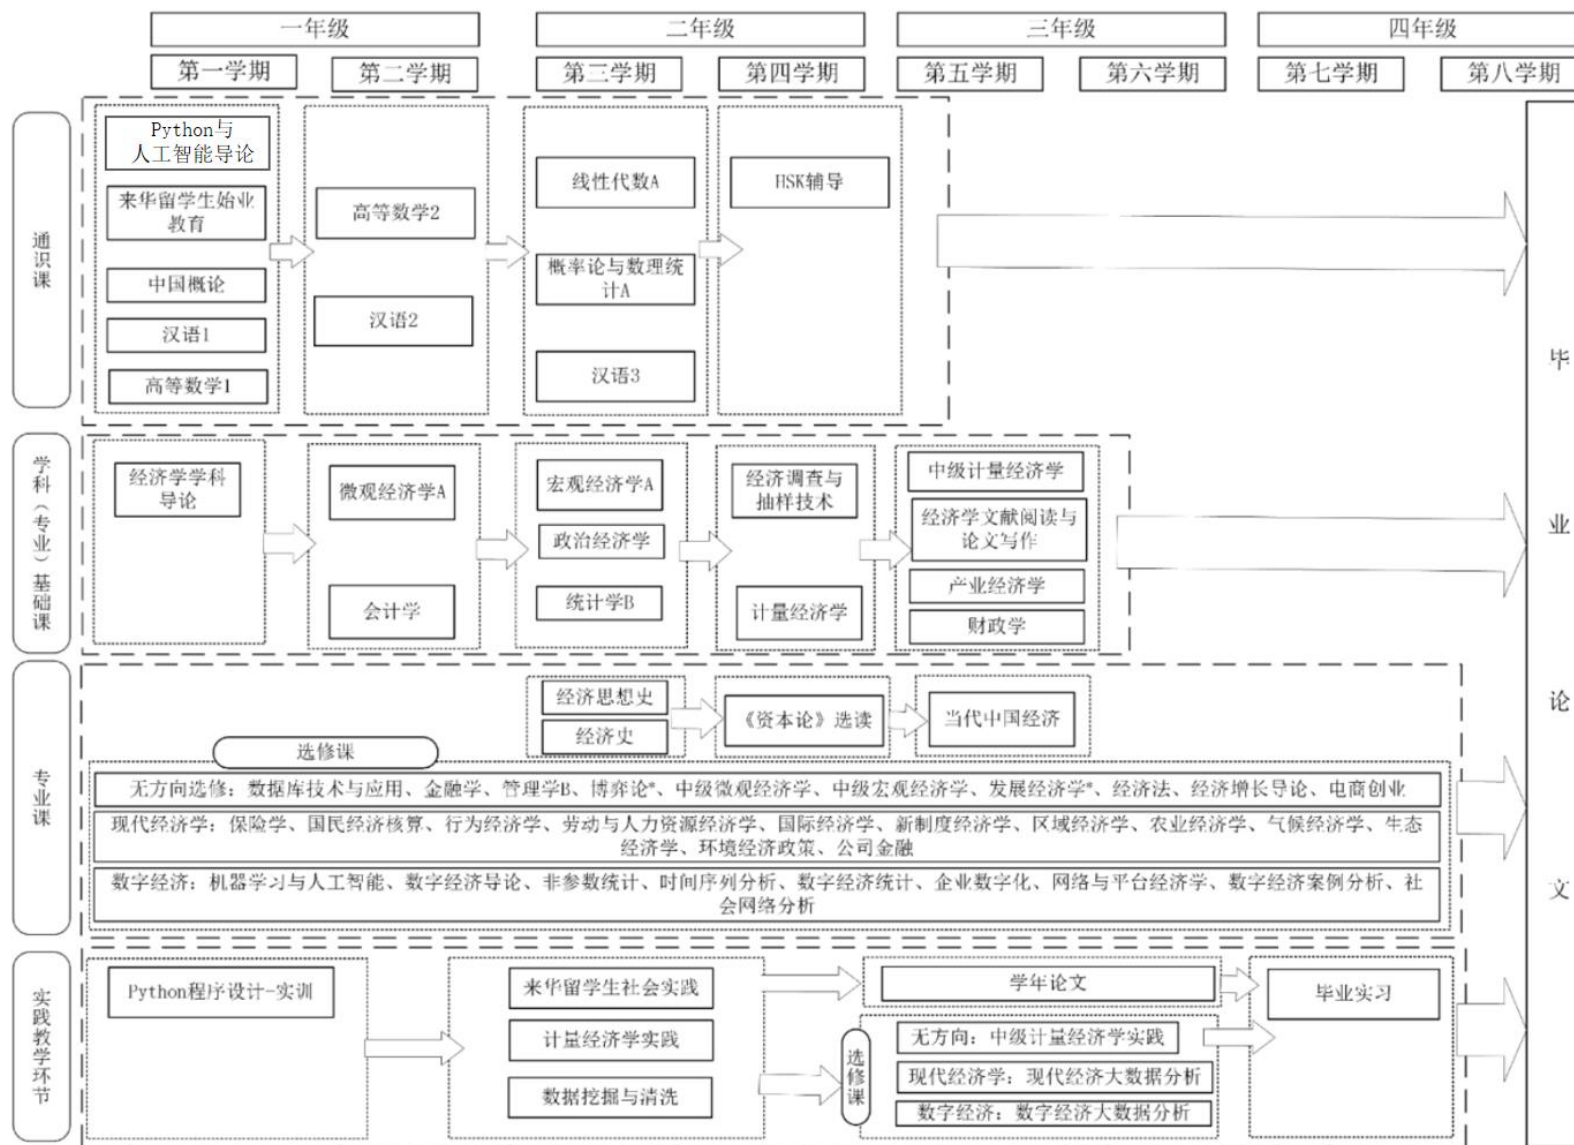 一年级
二年级
三年级
四年级
第一学期
第二学期
第三学期
第四学期
第五学期
第六学期
第七学期
第八学期
通识课
Python与
人工智能导论
来华留学生始业
教育
中国概论
汉语1
高等数学1
高等数学2
汉语2
线性代数A
概率论与数理统
计A
汉语3
HSK辅导
学科（专业）基础课
经济学学科
导论
微观经济学A
会计学
宏观经济学A
政治经济学
统计学B
经济调查与
抽样技术
计量经济学
中级计量经济学
经济学文献阅读与
论文写作
产业经济学
财政学
专业课
经济思想史
经济史
《资本论》选读
当代中国经济
选修课
无方向选修：数据库技术与应用、金融学、管理学B、博弈论*、中级微观经济学、中级宏观经济学、发展经济学*、经济法、经济增长导论、电商创业
现代经济学：保险学、国民经济核算、行为经济学、劳动与人力资源经济学、国际经济学、新制度经济学、区域经济学、农业经济学、气候经济学、生态
经济学、环境经济政策、公司金融
数字经济：机器学习与人工智能、数字经济导论、非参数统计、时间序列分析、数字经济统计、企业数字化、网络与平台经济学、数字经济案例分析、社
会网络分析
实践教学环节
Python程序设计-实训
来华留学生社会实践
计量经济学实践
数据挖掘与清洗
学年论文
选修课
无方向：中级计量经济学实践
现代经济学：现代经济大数据分析
数字经济：数字经济大数据分析
毕业实习
毕业论文